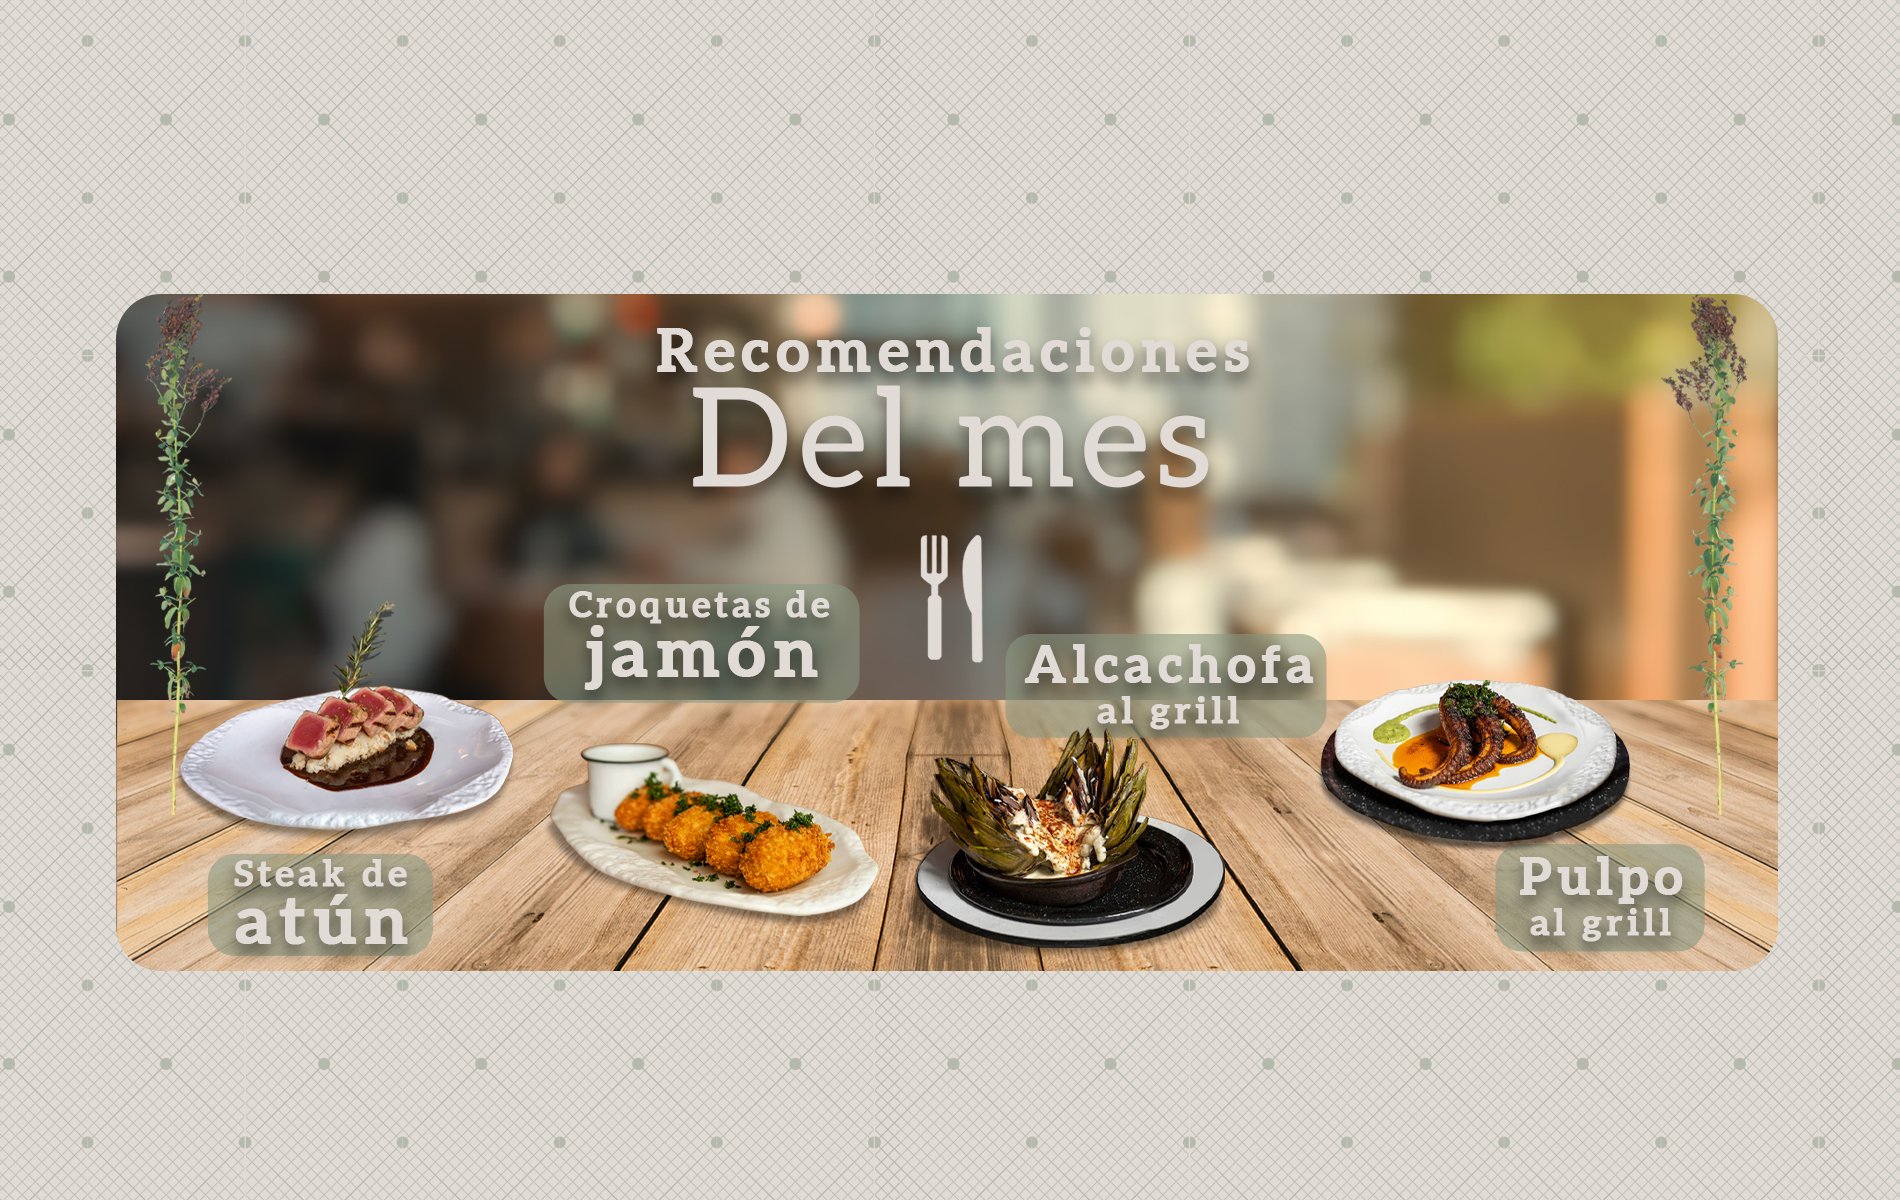 Recomendaciones
Del mes
Croquetas de
jamón
Alcachofa
al grill
Steak de
atún
Pulpo
al grill